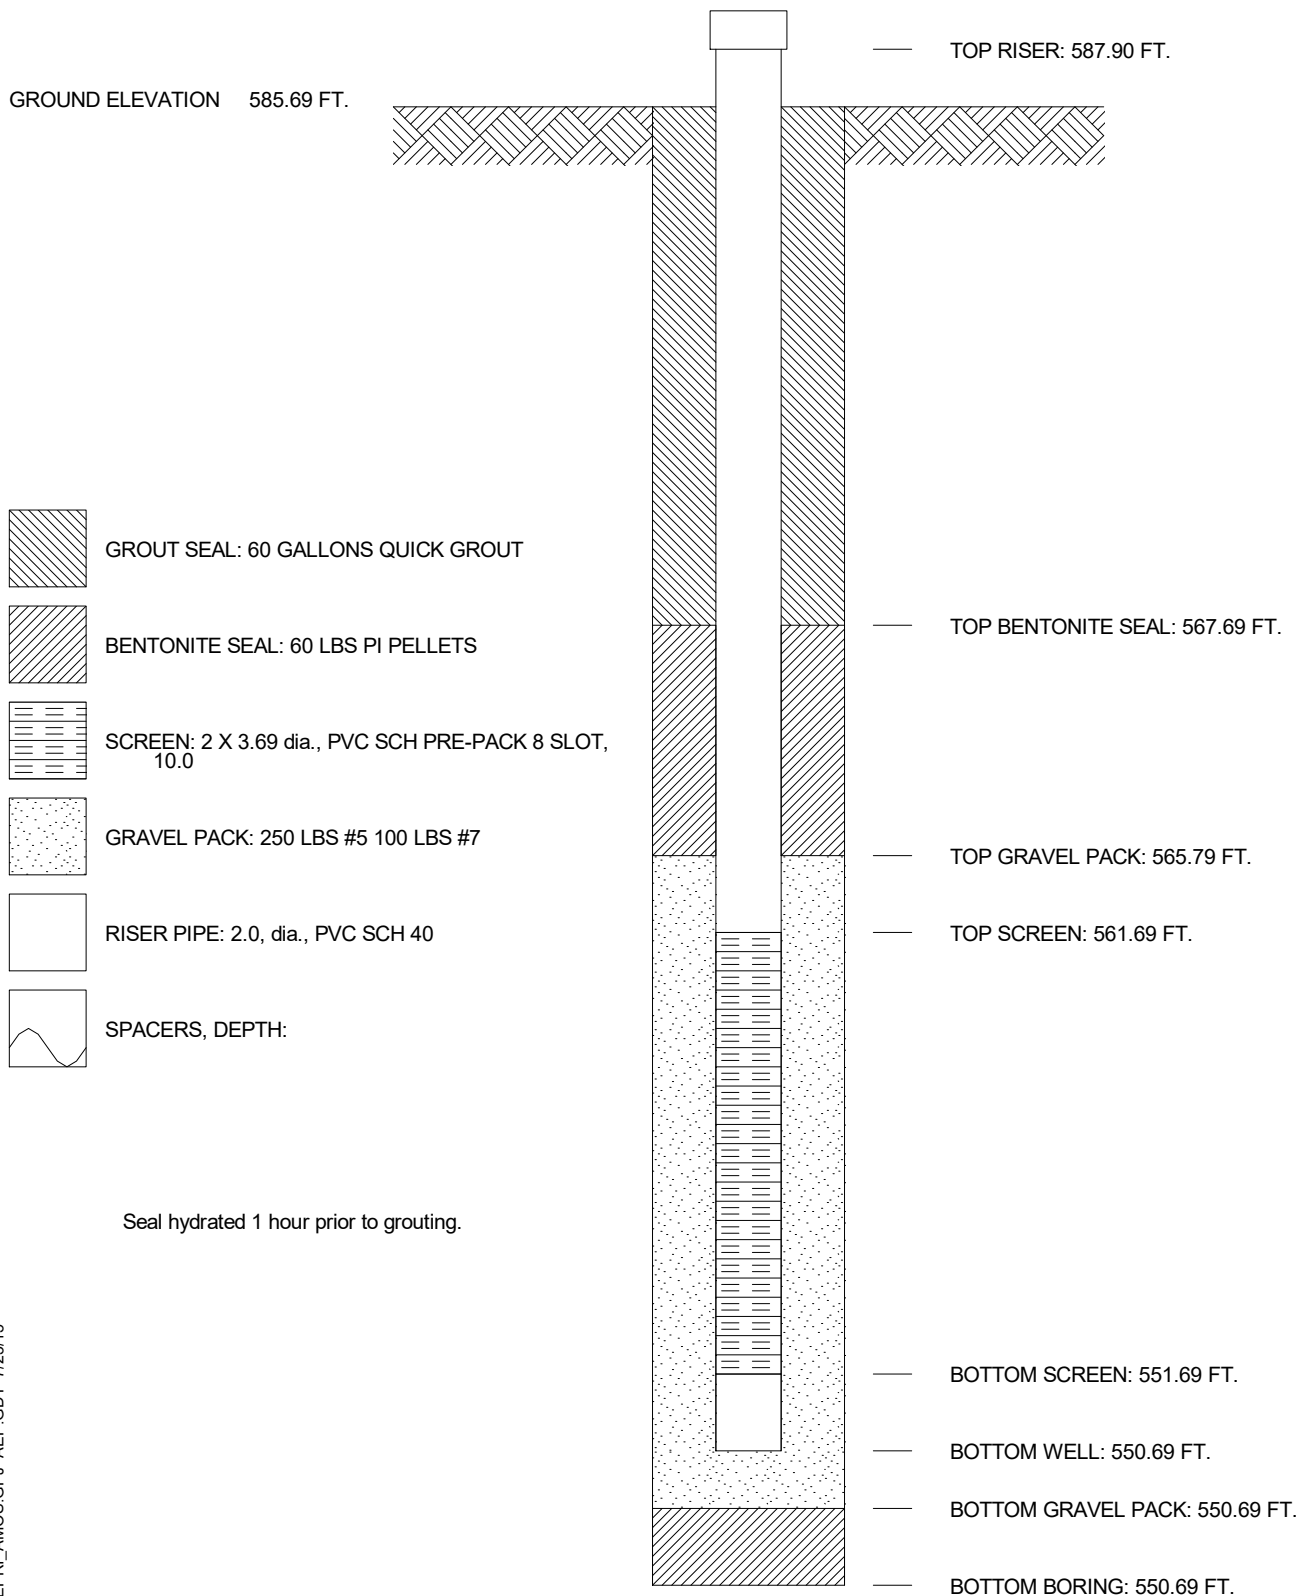 TOP RISER: 587.90 FT.
GROUND ELEVATION 585.69 FT.
GROUT SEAL: 60 GALLONS QUICK GROUT
TOP BENTONITE SEAL: 567.69 FT.
BENTONITE SEAL: 60 LBS PI PELLETS
SCREEN: 2 X 3.69 dia., PVC SCH PRE-PACK 8 SLOT,
10.0
GRAVEL PACK: 250 LBS #5 100 LBS #7
TOP GRAVEL PACK: 565.79 FT.
RISER PIPE: 2.0, dia., PVC SCH 40
TOP SCREEN: 561.69 FT.
SPACERS, DEPTH:
Seal hydrated 1 hour prior to grouting.
BOTTOM SCREEN: 551.69 FT.
BOTTOM WELL: 550.69 FT.
BOTTOM GRAVEL PACK: 550.69 FT.
BOTTOM BORING: 550.69 FT.